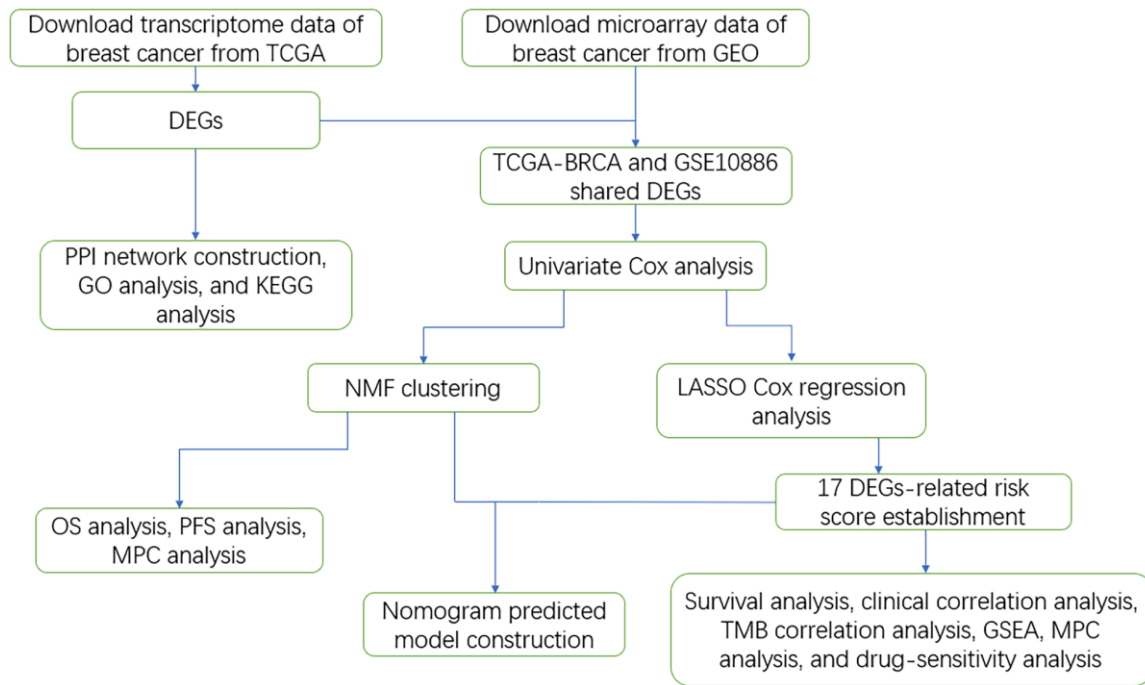 Download transcriptome data of
breast cancer from TCGA
Download microarray data of
breast cancer from GEO
DEGs
TCGA-BRCA and GSE10886
shared DEGs
PPI network construction,
GO analysis, and KEGG
analysis
Univariate Cox analysis
NMF clustering
LASSO Cox regression
analysis
17 DEGs-related risk
score establishment
OS analysis, PFS analysis,
MPC analysis
Nomogram predicted
model construction
Survival analysis, clinical correlation analysis,
TMB correlation analysis, GSEA, MPC
analysis, and drug-sensitivity analysis